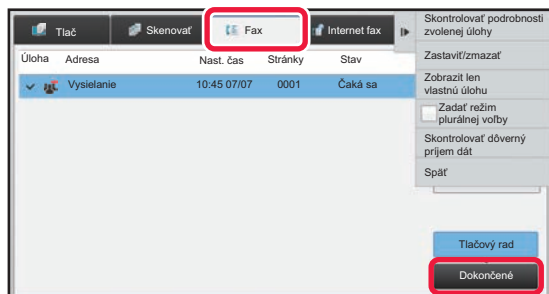 Tlač
Skenovať
Fax
Internet fax
Úloha Adresa Nast. čas Stránky Stav
Vysielanie 10:45 07/07 0001 Čaká sa
Skontrolovať podrobnosti
zvolenej úlohy
Zastaviť/zmazať
Zobrazit len
vlastnú úlohu
Zadať režim
plurálnej voľby
Skontrolovať dôverný
príjem dát
Späť
Tlačový rad
Dokončené